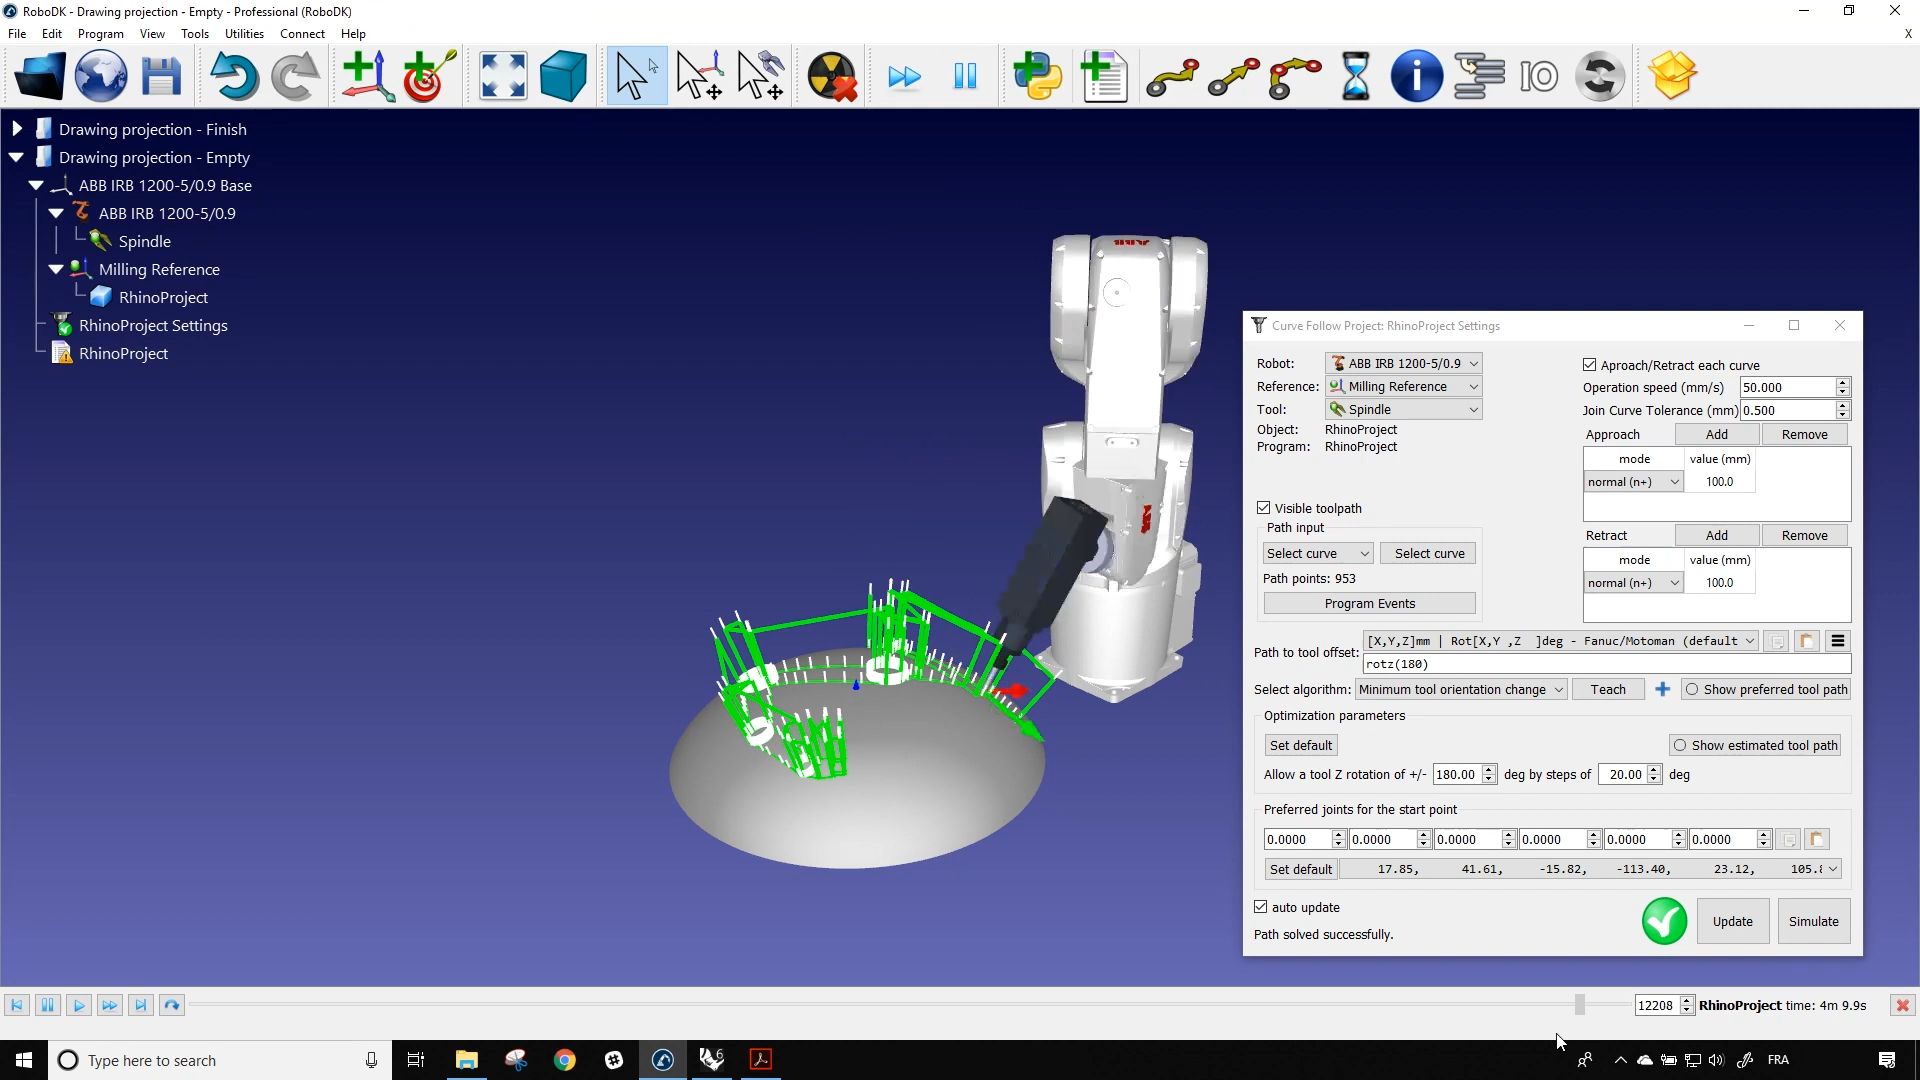 RoboDK - Drawing projection - Empty - Professional (RoboDK)
File Edit Program View Tools Utilities Connect Help X
IO
Drawing projection - Finish
Drawing projection - Empty
ABB IRB 1200-5/0.9 Base
ABB IRB 1200-5/0.9
Spindle
Milling Reference
RhinoProject
RhinoProject Settings
RhinoProject
ABB
ABB
Curve Follow Project: RhinoProject Settings
Robot: ABB IRB 1200-5/0.9
Reference: Milling Reference
Tool: Spindle
Object: RhinoProject
Program: RhinoProject
Visible toolpath
Path input
Select curve Select curve
Path points: 953
Program Events
Aproach/Retract each curve
Operation speed (mm/s) 50.000
Join Curve Tolerance (mm) 0.500
Approach Add Remove
mode value (mm)
normal (n+) 100.0
Retract Add Remove
mode value (mm)
normal (n+) 100.0
Path to tool offset: [X,Y,Z]mm | Rot[X,Y ,Z ]deg - Fanuc/Motoman (default
rotz(180)
Select algorithm: Minimum tool orientation change Teach Show preferred tool path
Optimization parameters
Set default Show estimated tool path
Allow a tool Z rotation of +/- 180.00 deg by steps of 20.00 deg
Preferred joints for the start point
0.0000 0.0000 0.0000 0.0000 0.0000 0.0000
Set default 17.85, 41.61, -15.82, -113.40, 23.12,
auto update
Path solved successfully.
Update Simulate
12208 RhinoProject time: 4m 9.9s
Type here to search
6
FRA